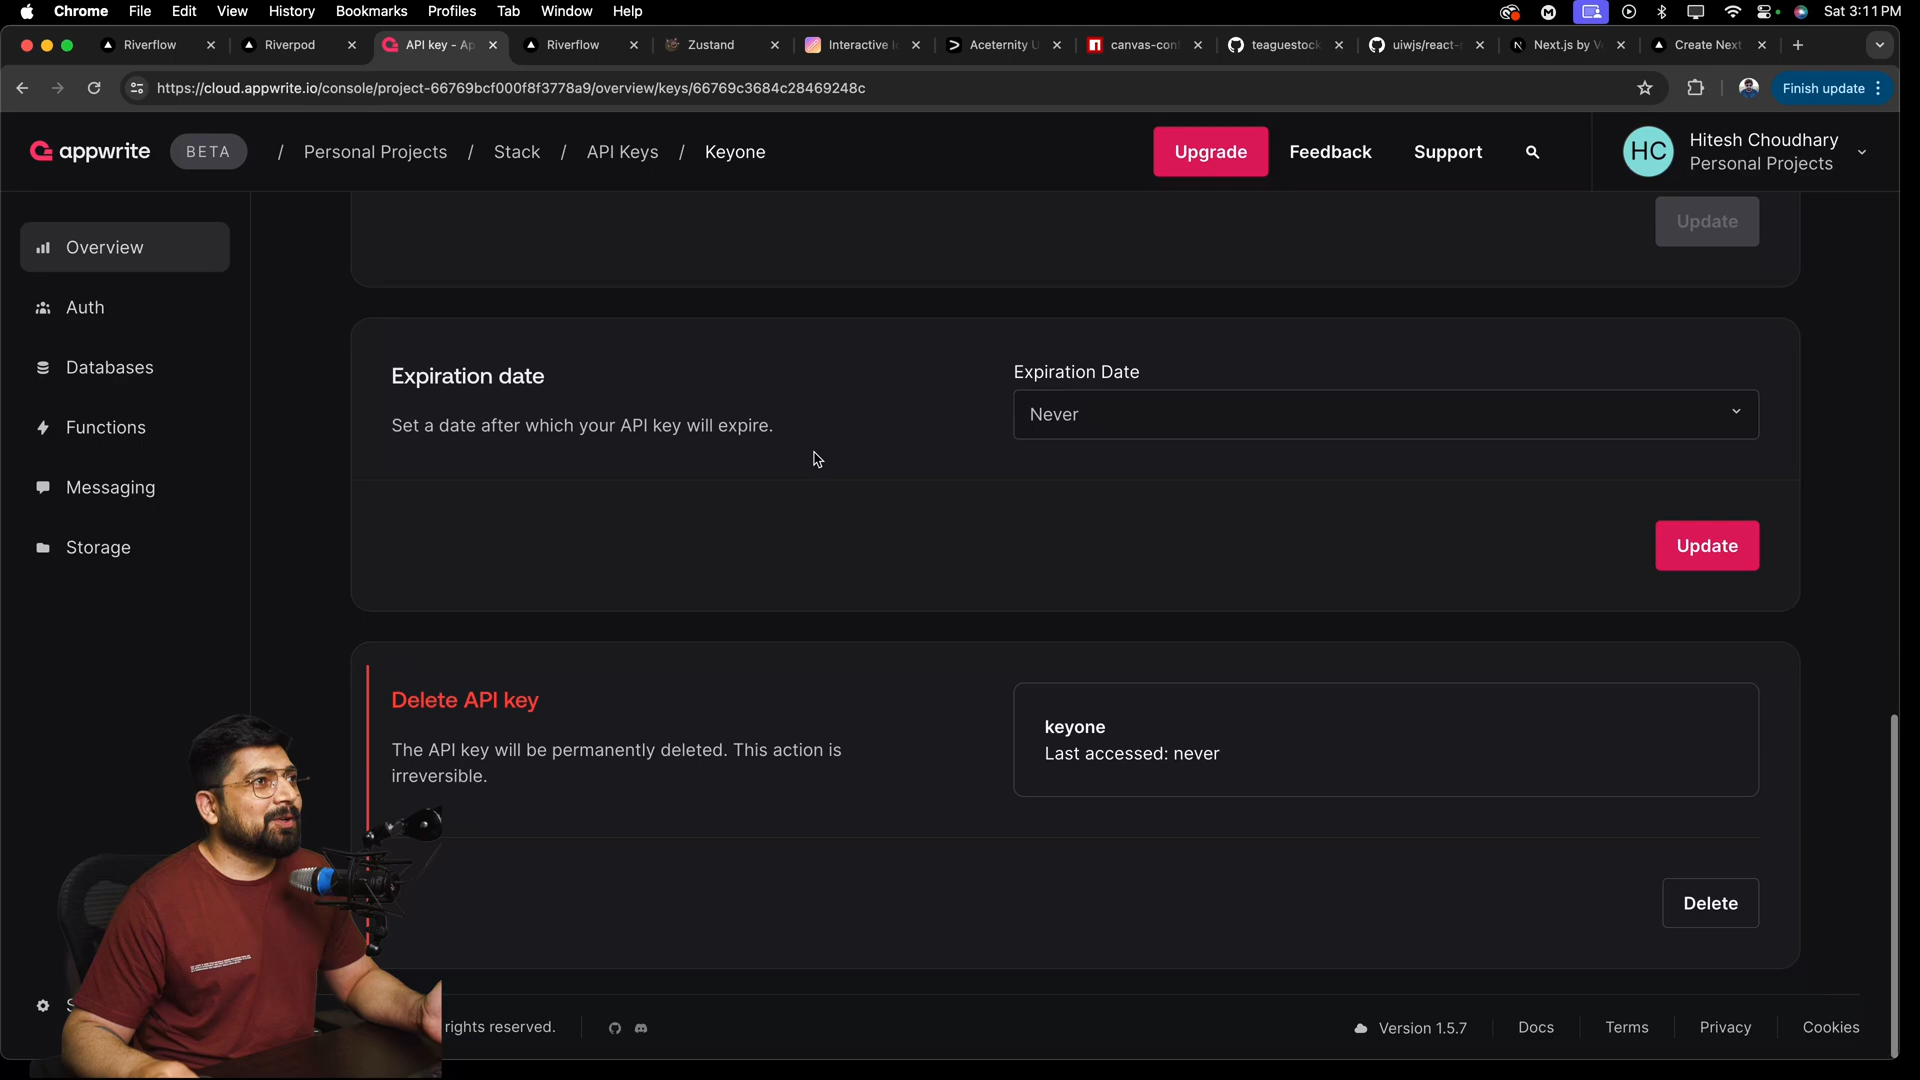 Chrome File Edit View History Bookmarks Profiles Tab Window Help Sat 3:11 PM
Riverflow Riverpod API key - Ap Riverflow Zustand Interactive Aceternity U canvas-con teaguestock uiwjs/react- Next.js by V Create Next
https://cloud.appwrite.io/console/project-66769bcf000f8f3778a9/overview/keys/66769c3684c28469248c Finish update
appwrite BETA / Personal Projects / Stack / API Keys / Keyone Upgrade Feedback Support HC Hitesh Choudhary
Personal Projects
Overview
Auth
Databases
Functions
Messaging
Storage
Update
Expiration date
Set a date after which your API key will expire.
Expiration Date
Never
Update
Delete API key
The API key will be permanently deleted. This action is
irreversible.
keyone
Last accessed: never
Delete
rights reserved. Version 1.5.7 Docs Terms Privacy Cookies